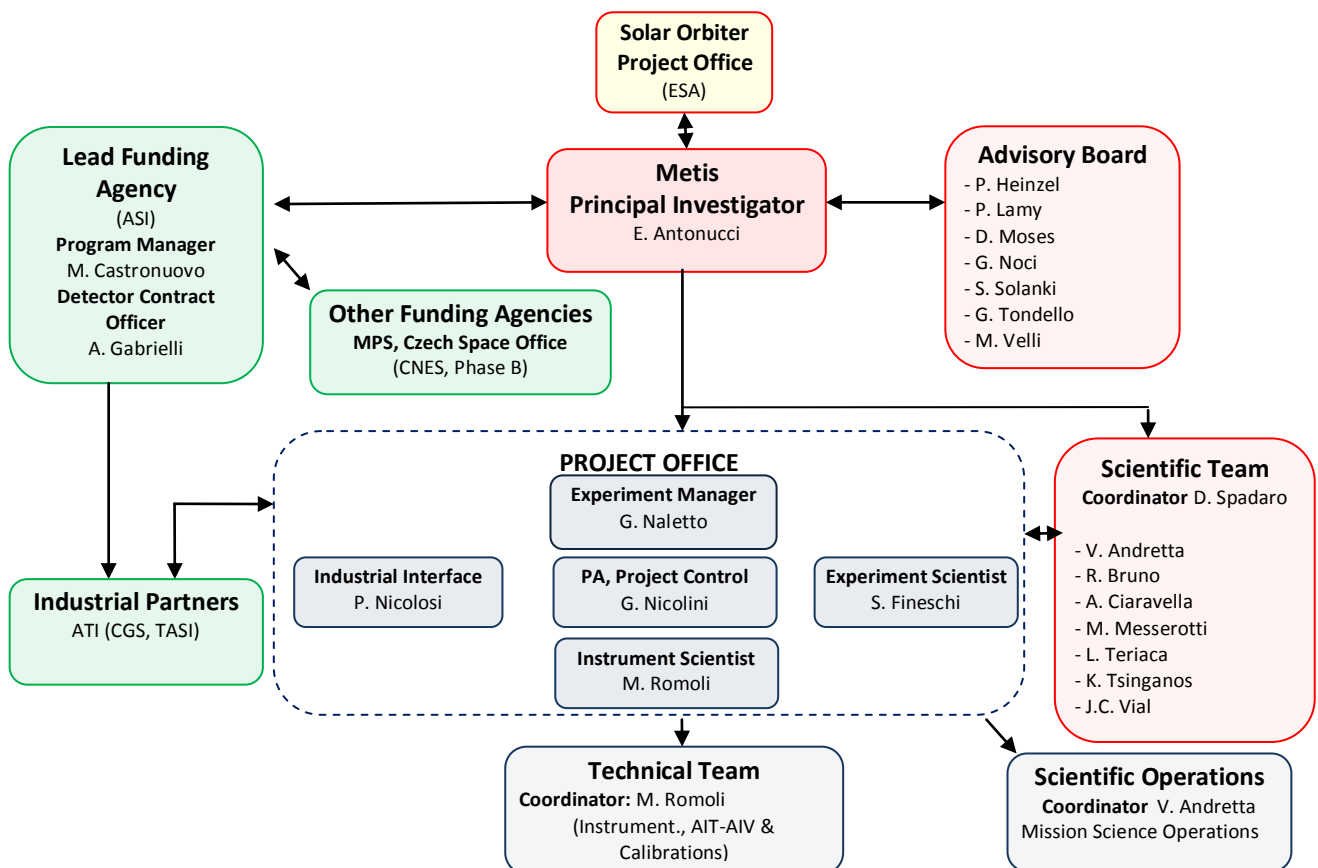 Solar Orbiter
Project Office
(ESA)
Lead Funding
Agency
(ASI)
Program Manager
M. Castronuovo
Detector Contract
Officer
A. Gabrielli
Metis
Principal Investigator
E. Antonucci
Advisory Board
- P. Heinzel
- P. Lamy
- D. Moses
- G. Noci
- S. Solanki
- G. Tondello
- M. Velli
Other Funding Agencies
MPS, Czech Space Office
(CNES, Phase B)
PROJECT OFFICE
Experiment Manager
G. Naletto
Industrial Interface
P. Nicolosi
PA, Project Control
G. Nicolini
Experiment Scientist
S. Fineschi
Instrument Scientist
M. Romoli
Scientific Team
Coordinator D. Spadaro
- V. Andretta
- R. Bruno
- A. Ciaravella
- M. Messerotti
- L. Teriaca
- K. Tsinganos
- J.C. Vial
Industrial Partners
ATI (CGS, TASI)
Technical Team
Coordinator: M. Romoli
(Instrument., AIT-AIV &
Calibrations)
Scientific Operations
Coordinator V. Andretta
Mission Science Operations